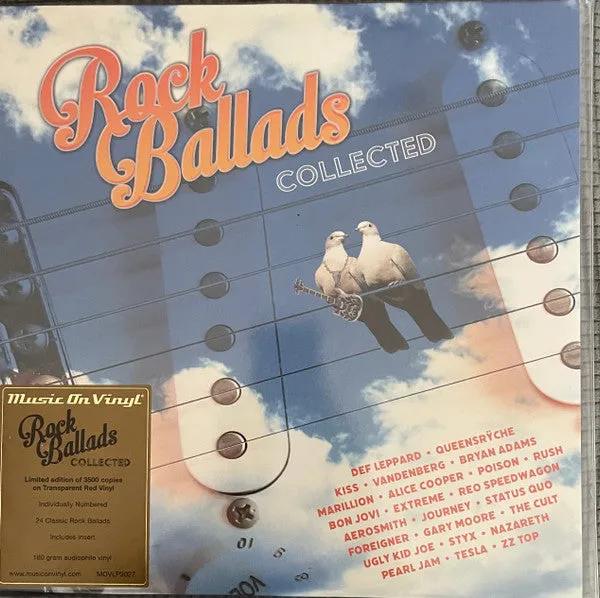 Rock
Ballads
COLLECTED
DEF LEPPARD • QUEENSRŸCHE
KISS • VANDENBERG • BRYAN ADAMS
MARILLION • ALICE COOPER • POISON • RUSH
BON JOVI • EXTREME • REO SPEEDWAGON
AEROSMITH • JOURNEY • STATUS QUO
FOREIGNER • GARY MOORE • THE CULT
UGLY KID JOE • STYX • NAZARETH
PEARL JAM • TESLA • ZZ TOP
Music On Vinyl
Rock
Ballads
COLLECTED
Limited edition of 3500 copies
on Transparent Red Vinyl
Individually Numbered
24 Classic Rock Ballads
Includes insert
180 gram audiophile vinyl
www.musiconvinyl.com MOVLP2027
10
8